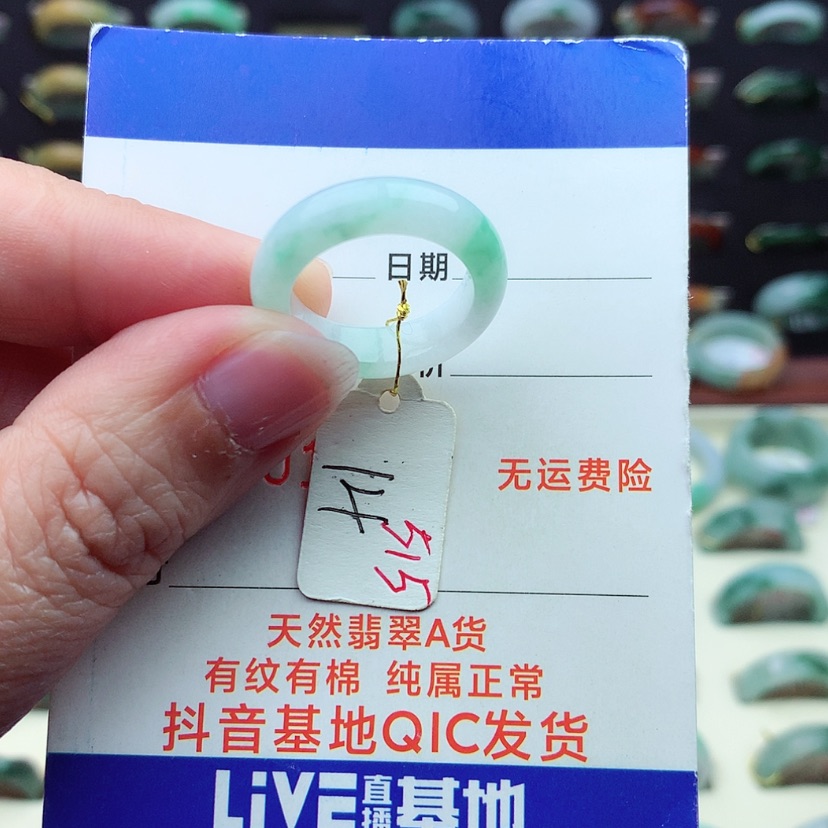 日期
无运费险
515
天然翡翠A货
有纹有棉 纯属正常
抖音基地QIC发货
LiVE直播基地